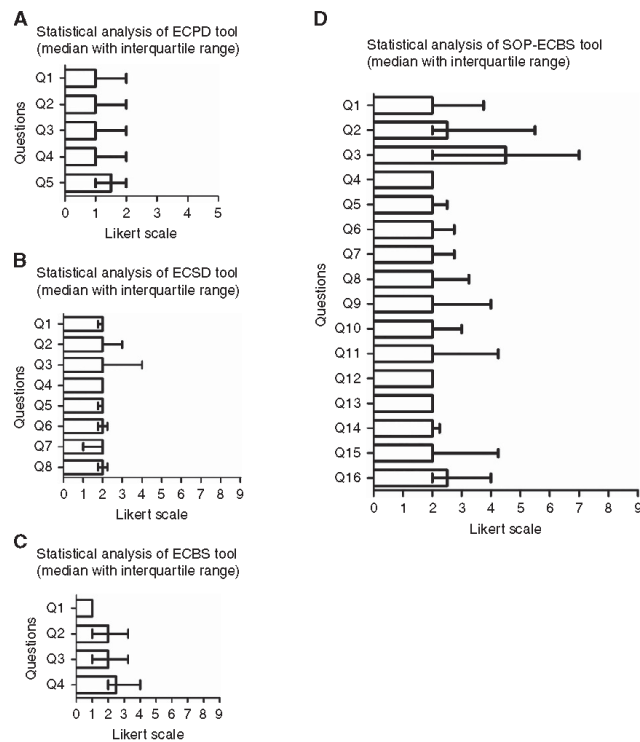 A
Statistical analysis of ECPD tool
(median with interquartile range)
Questions
Q1
Q2
Q3
Q4
Q5
0 1 2 3 4 5
Likert scale
B
Statistical analysis of ECSD tool
(median with interquartile range)
Questions
Q1
Q2
Q3
Q4
Q5
Q6
Q7
Q8
0 1 2 3 4 5 6 7 8 9
Likert scale
C
Statistical analysis of ECBS tool
(median with interquartile range)
Questions
Q1
Q2
Q3
Q4
0 1 2 3 4 5 6 7 8 9
Likert scale
D
Statistical analysis of SOP-ECBS tool
(median with interquartile range)
Questions
Q1
Q2
Q3
Q4
Q5
Q6
Q7
Q8
Q9
Q10
Q11
Q12
Q13
Q14
Q15
Q16
0 1 2 3 4 5 6 7 8 9
Likert scale